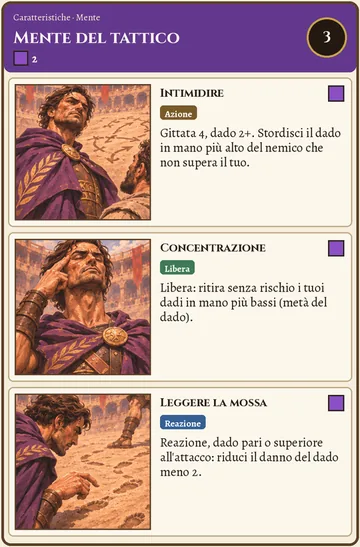 Caratteristiche · Mente
Mente del tattico
3
2
Intimidire
Azione
Gittata 4, dado 2+. Stordisci il dado
in mano più alto del nemico che
non supera il tuo.
Concentrazione
Libera
Libera: ritira senza rischio i tuoi
dadi in mano più bassi (metà del
dado).
Leggere la mossa
Reazione
Reazione, dado pari o superiore
all'attacco: riduci il danno del dado
meno 2.